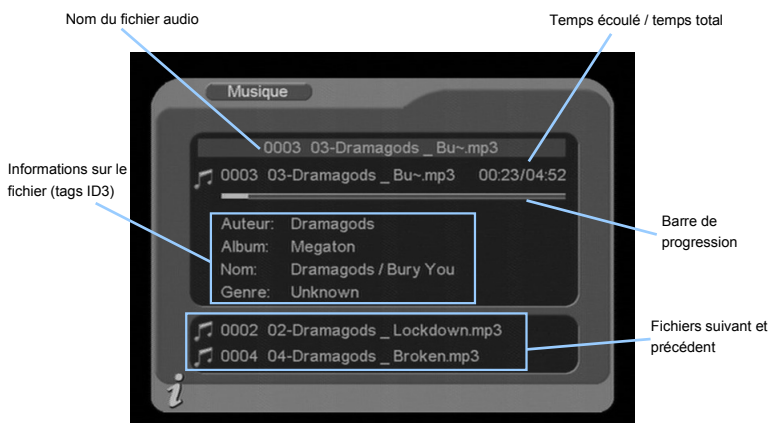 Nom du fichier audio
Temps écoulé / temps total
Musique
0003 03-Dramagods _ Bu~.mp3
0003 03-Dramagods _ Bu~.mp3 00:23/04:52
Informations sur le
fichier (tags ID3)
Auteur: Dramagods
Album: Megaton
Nom: Dramagods / Bury You
Genre: Unknown
Barre de
progression
0002 02-Dramagods _ Lockdown.mp3
0004 04-Dramagods _ Broken.mp3
Fichiers suivant et
précédent
i